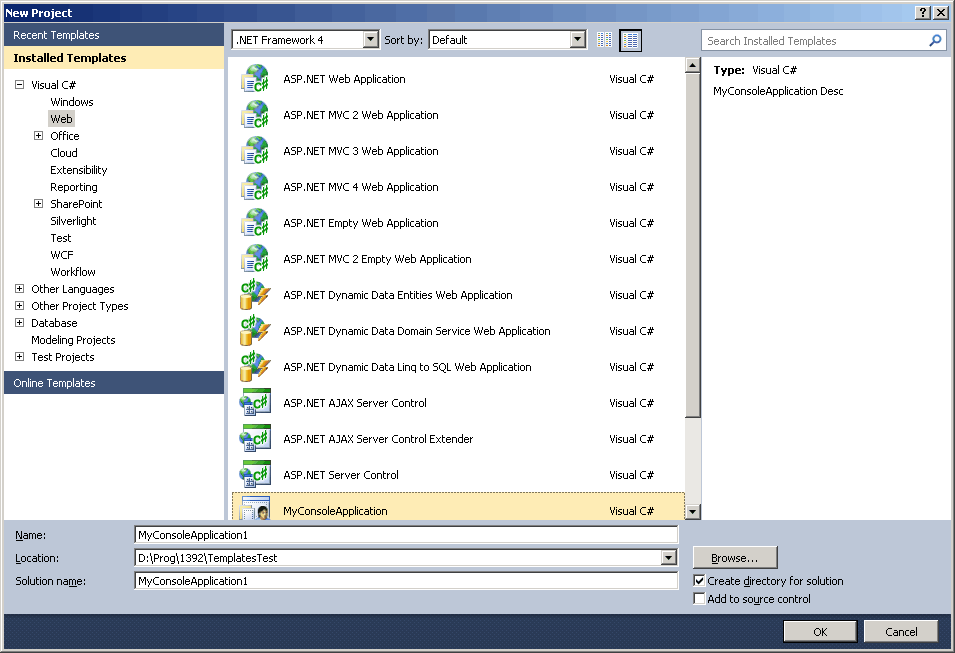 New Project
Recent Templates
Installed Templates
Visual C#
Windows
Web
Office
Cloud
Extensibility
Reporting
SharePoint
Silverlight
Test
WCF
Workflow
Other Languages
Other Project Types
Database
Modeling Projects
Test Projects
Online Templates
.NET Framework 4 Sort by: Default
ASP.NET Web Application Visual C#
ASP.NET MVC 2 Web Application Visual C#
ASP.NET MVC 3 Web Application Visual C#
ASP.NET MVC 4 Web Application Visual C#
ASP.NET Empty Web Application Visual C#
ASP.NET MVC 2 Empty Web Application Visual C#
ASP.NET Dynamic Data Entities Web Application Visual C#
ASP.NET Dynamic Data Domain Service Web Application Visual C#
ASP.NET Dynamic Data Linq to SQL Web Application Visual C#
ASP.NET AJAX Server Control Visual C#
ASP.NET AJAX Server Control Extender Visual C#
ASP.NET Server Control Visual C#
MyConsoleApplication Visual C#
Search Installed Templates
Type: Visual C#
MyConsoleApplication Desc
Name: MyConsoleApplication1
Location: D:\Prog\1392\TemplatesTest
Browse...
Solution name: MyConsoleApplication1
Create directory for solution
Add to source control
OK Cancel